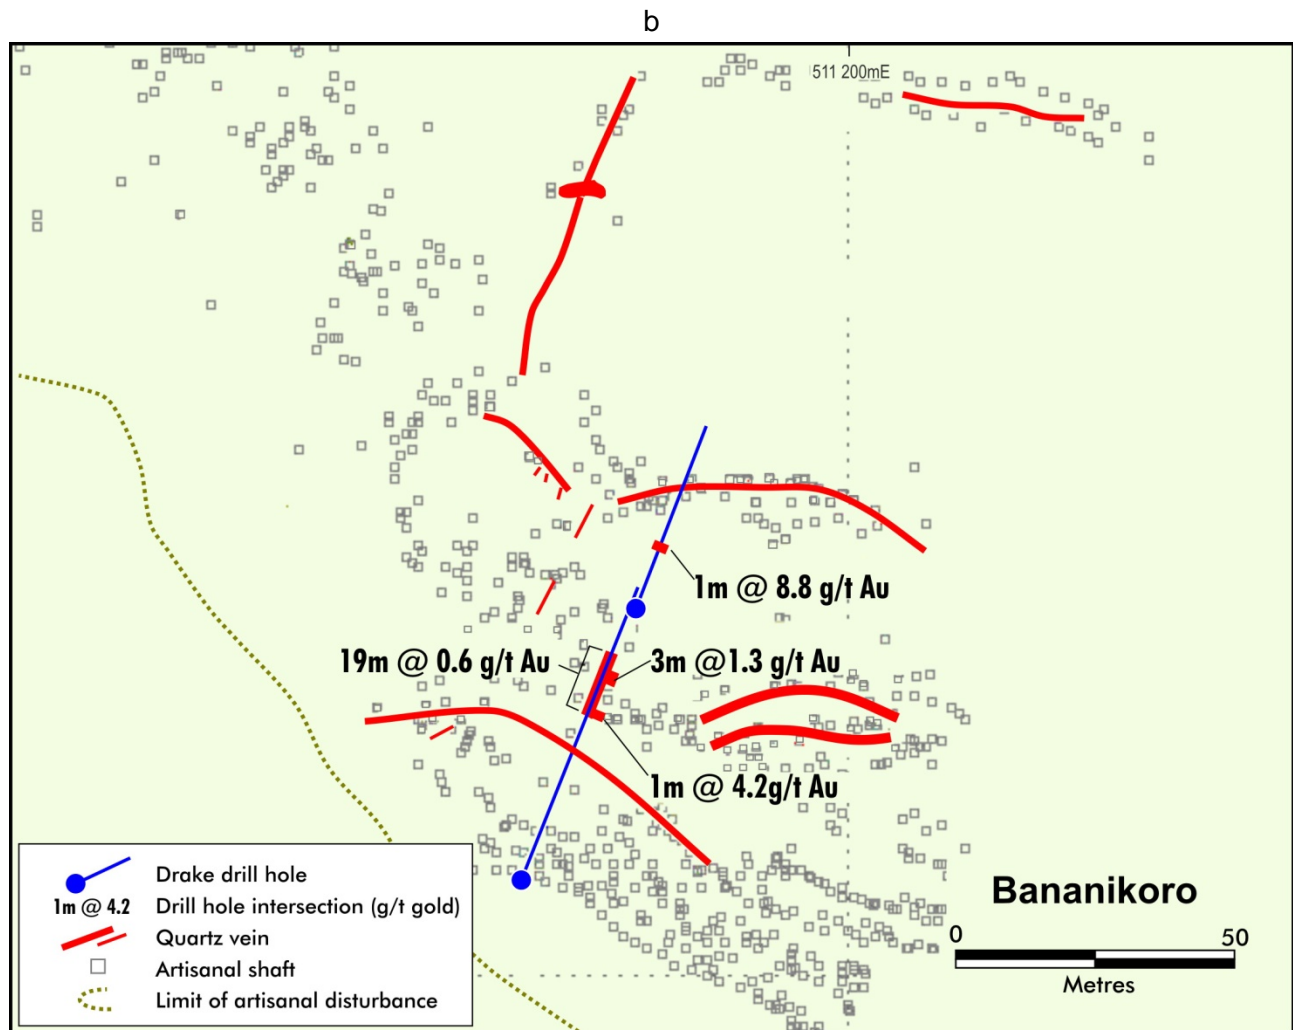 b
511 200mE
1m @ 8.8 g/t Au
19m @ 0.6 g/t Au
3m @1.3 g/t Au
1m @ 4.2g/t Au
Drake drill hole
1m @ 4.2 Drill hole intersection (g/t gold)
Quartz vein
Artisanal shaft
Limit of artisanal disturbance
Bananikoro
0 50
Metres